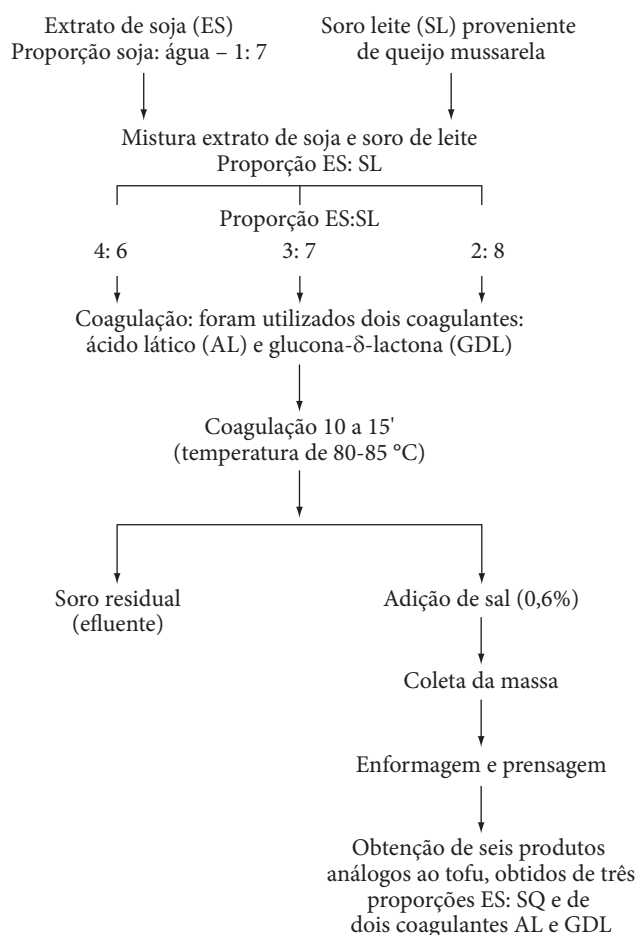 Extrato de soja (ES)
Proporção soja: água – 1: 7
Soro leite (SL) proveniente
de queijo mussarela
Mistura extrato de soja e soro de leite
Proporção ES: SL
Proporção ES:SL
4: 6
3: 7
2: 8
Coagulação: foram utilizados dois coagulantes:
ácido lático (AL) e glucona-δ-lactona (GDL)
Coagulação 10 a 15'
(temperatura de 80-85 °C)
Soro residual
(efluente)
Adição de sal (0,6%)
Coleta da massa
Enformagem e prensagem
Obtenção de seis produtos
análogos ao tofu, obtidos de três
proporções ES: SQ e de
dois coagulantes AL e GDL